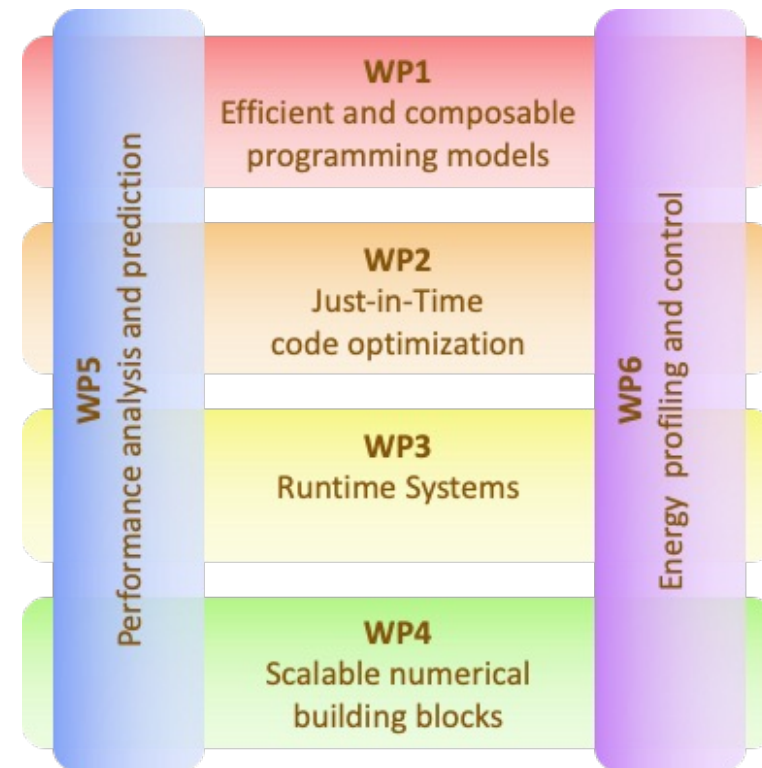 WP1
Efficient and composable
programming models
WP2
Just-in-Time
code optimization
WP3
Runtime Systems
WP4
Scalable numerical
building blocks
WP5
Performance analysis and prediction
WP6
Energy profiling and control